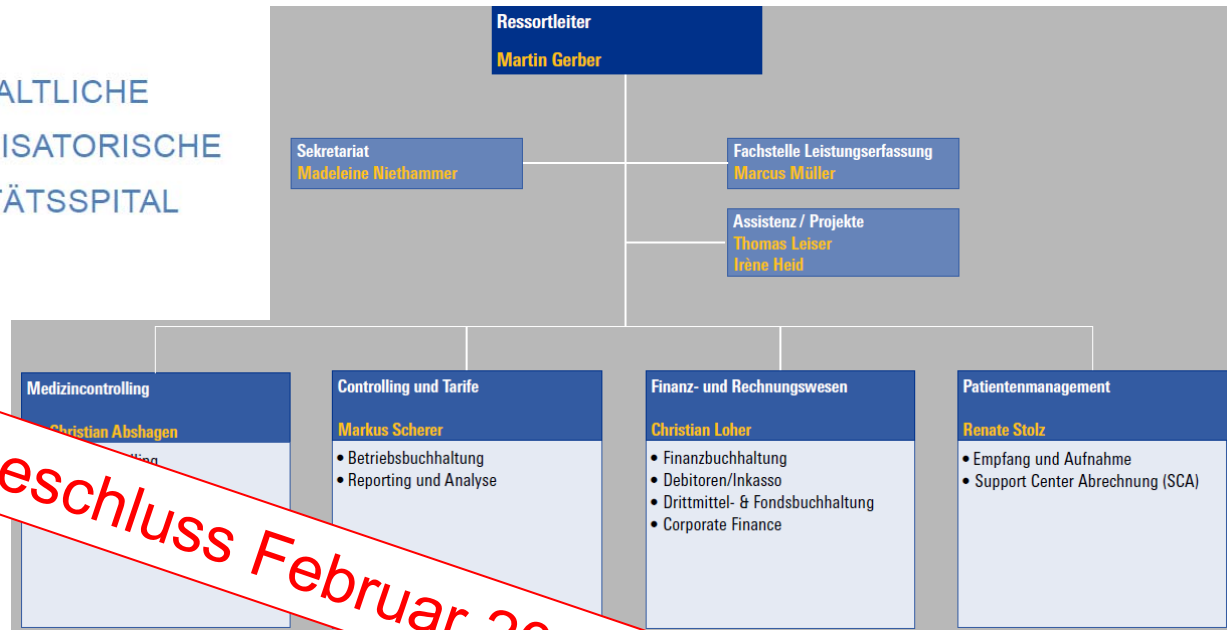 Ressortleiter
Martin Gerber
ALTLICHE
ISATORISCHE
TÄTSSPITAL
Sekretariat
Madeleine Niethammer
Fachstelle Leistungserfassung
Marcus Müller
Assistenz / Projekte
Thomas Leiser
Irène Heid
Medizincontrolling
Christian Abshagen
Controlling und Tarife
Markus Scherer
• Betriebsbuchhaltung
• Reporting und Analyse
Finanz- und Rechnungswesen
Christian Loher
• Finanzbuchhaltung
• Debitoren/Inkasso
• Drittmittel- & Fondsbuchhaltung
• Corporate Finance
Patientenmanagement
Renate Stolz
• Empfang und Aufnahme
• Support Center Abrechnung (SCA)
eschluss Februar